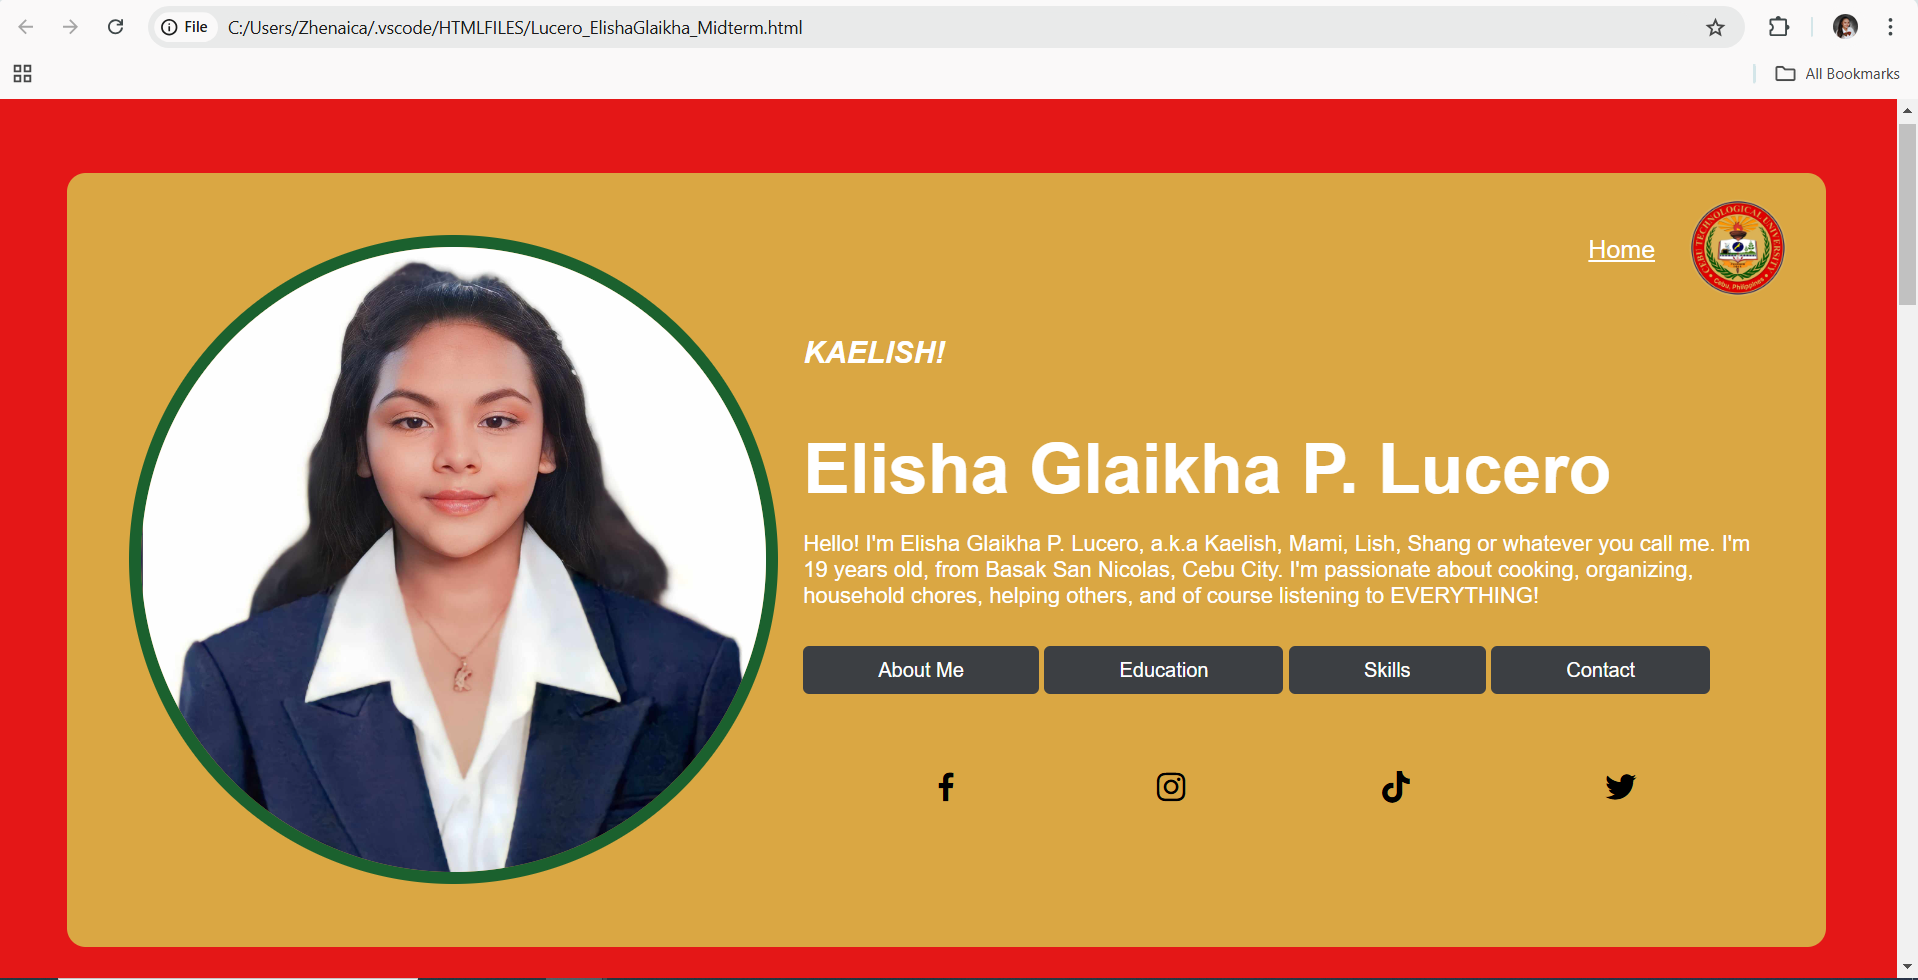 File
C:/Users/Zhenaica/.vscode/HTMLFILES/Lucero_ElishaGlaikha_Midterm.html
All Bookmarks
Home
CEBU TECHNOLOGICAL UNIVERSITY
Cebu, Philippines
KAELISH!
Elisha Glaikha P. Lucero
Hello! I'm Elisha Glaikha P. Lucero, a.k.a Kaelish, Mami, Lish, Shang or whatever you call me. I'm
19 years old, from Basak San Nicolas, Cebu City. I'm passionate about cooking, organizing,
household chores, helping others, and of course listening to EVERYTHING!
About Me
Education
Skills
Contact